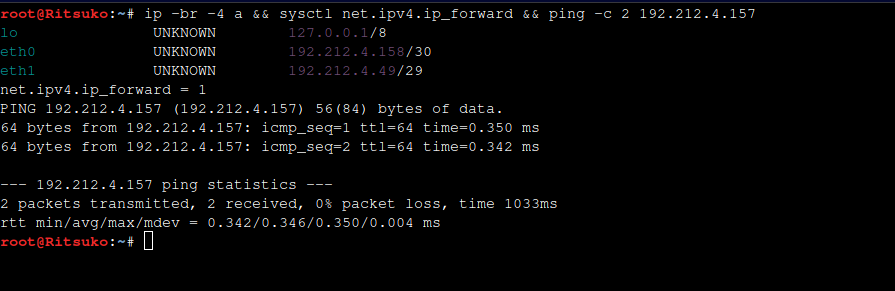 root@Ritsuko:~# ip -br -4 a && sysctl net.ipv4.ip_forward && ping -c 2 192.212.4.157
lo               UNKNOWN        127.0.0.1/8
eth0             UNKNOWN        192.212.4.158/30
eth1             UNKNOWN        192.212.4.49/29
net.ipv4.ip_forward = 1
PING 192.212.4.157 (192.212.4.157) 56(84) bytes of data.
64 bytes from 192.212.4.157: icmp_seq=1 ttl=64 time=0.350 ms
64 bytes from 192.212.4.157: icmp_seq=2 ttl=64 time=0.342 ms

--- 192.212.4.157 ping statistics ---
2 packets transmitted, 2 received, 0% packet loss, time 1033ms
rtt min/avg/max/mdev = 0.342/0.346/0.350/0.004 ms
root@Ritsuko:~#